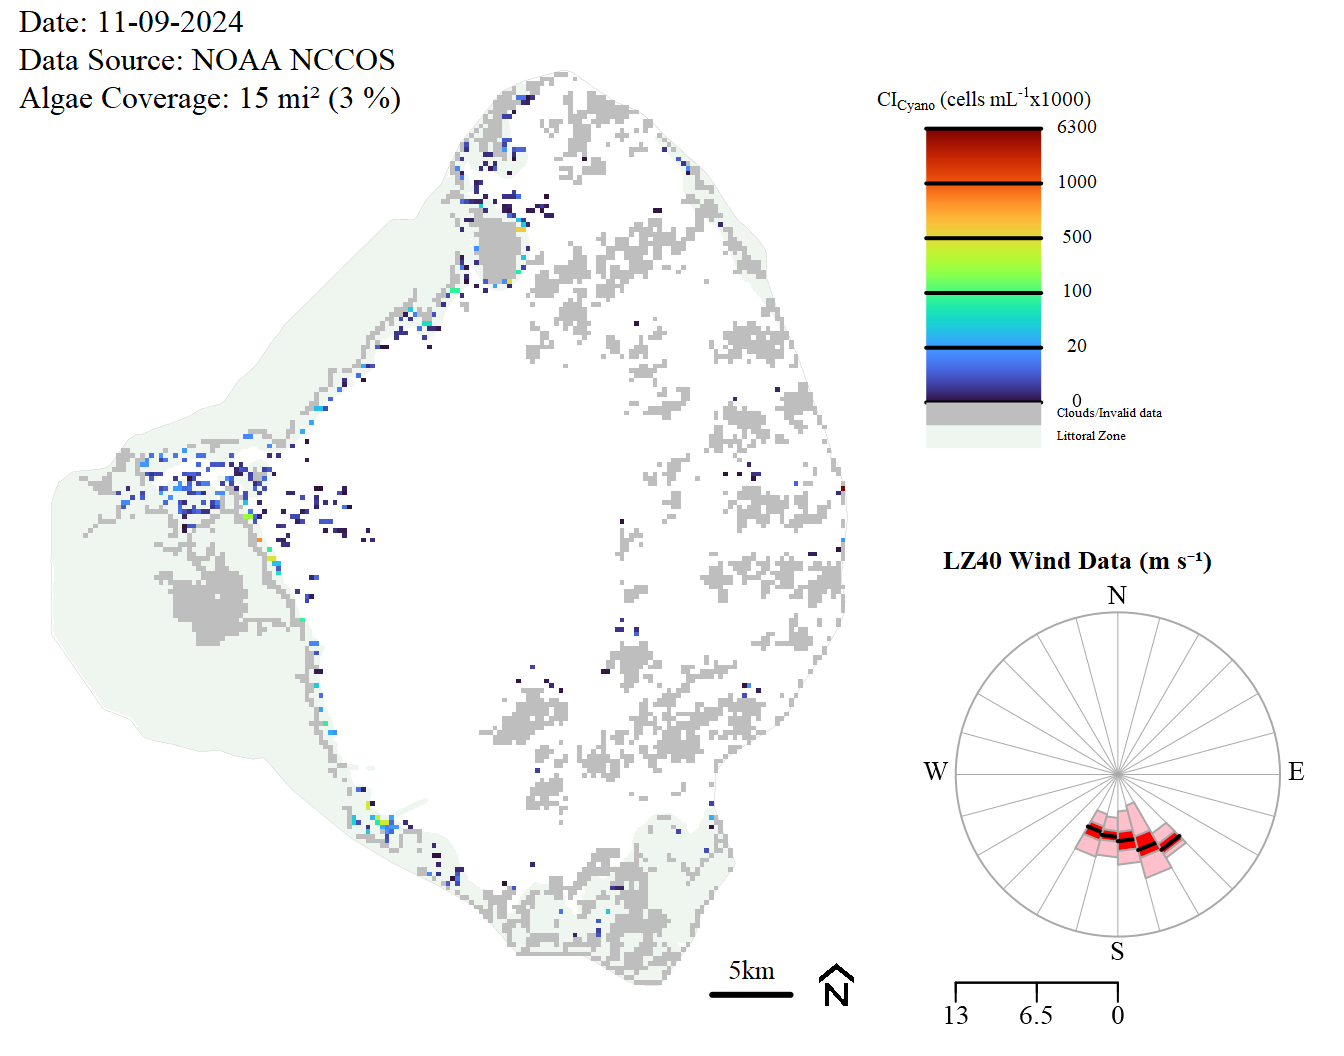 Date: 11-09-2024
Data Source: NOAA NCCOS
Algae Coverage: 15 mi² (3 %)
CICyano (cells mL⁻¹x1000)
6300
1000
500
100
20
0
Clouds/Invalid data
Littoral Zone
LZ40 Wind Data (m s⁻¹)
N
W
E
S
5km
N
13 6.5 0